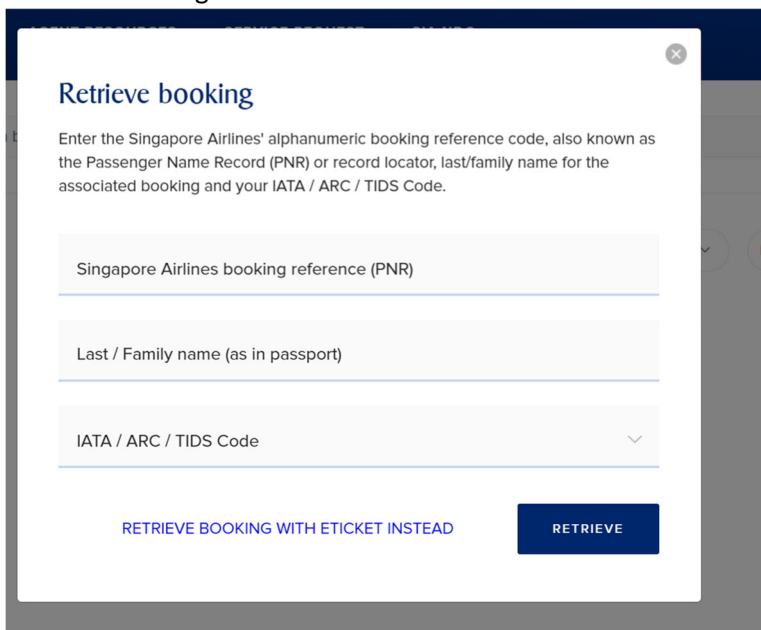 Retrieve booking
Enter the Singapore Airlines' alphanumeric booking reference code, also known as
the Passenger Name Record (PNR) or record locator, last/family name for the
associated booking and your IATA / ARC / TIDS Code.
Singapore Airlines booking reference (PNR)
Last / Family name (as in passport)
IATA / ARC / TIDS Code
RETRIEVE BOOKING WITH ETICKET INSTEAD
RETRIEVE